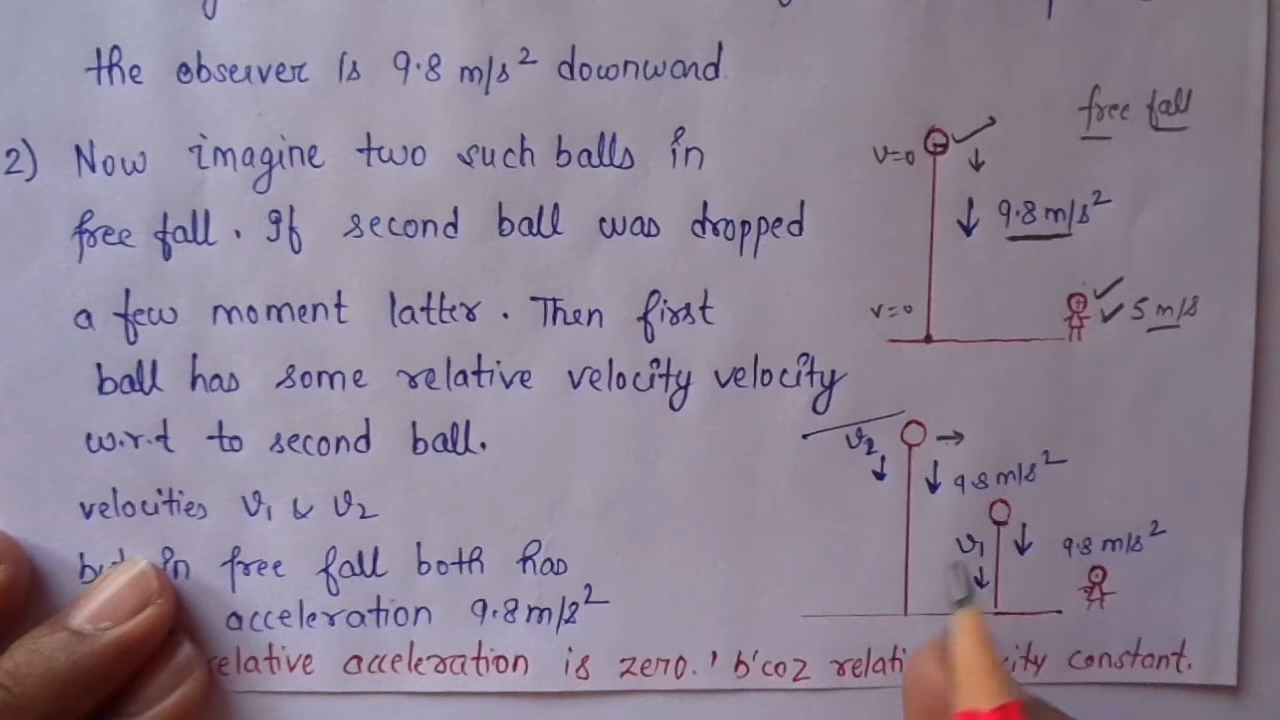 the observer is 9.8 m/s² downward
2) Now imagine two such balls in
free fall. If second ball was dropped
a few moment latter. Then first
ball has some relative velocity velocity
w.r.t to second ball.
velocities v₁ & v₂
in free fall both has
acceleration 9.8 m/s²
relative acceleration is zero. b'coz constant.
free fall
v=0
↓ 9.8 m/s²
v=0
5 m/s
v₂
↓ 9.8 m/s²
v₁
↓ 9.8 m/s²